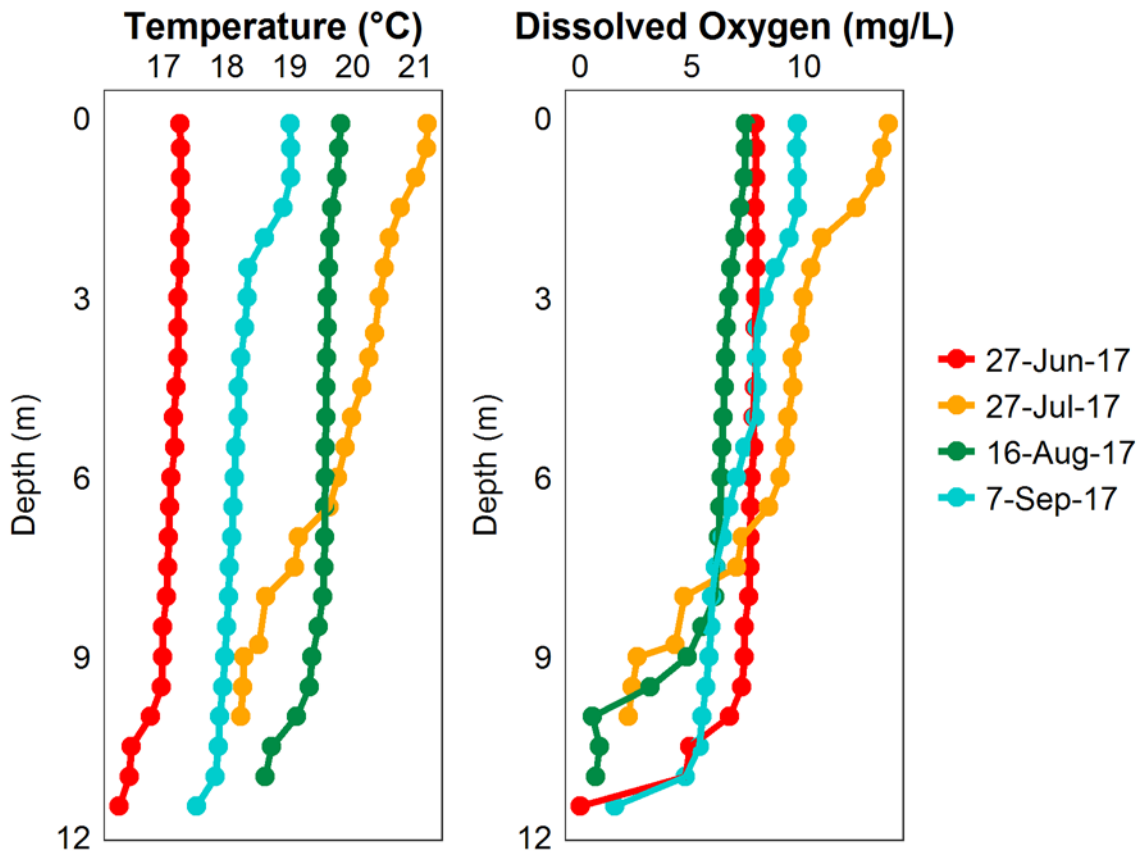 Temperature (°C)
17 18 19 20 21
Depth (m)
0
3
6
9
12
Dissolved Oxygen (mg/L)
0 5 10
Depth (m)
0
3
6
9
12
27-Jun-17
27-Jul-17
16-Aug-17
7-Sep-17